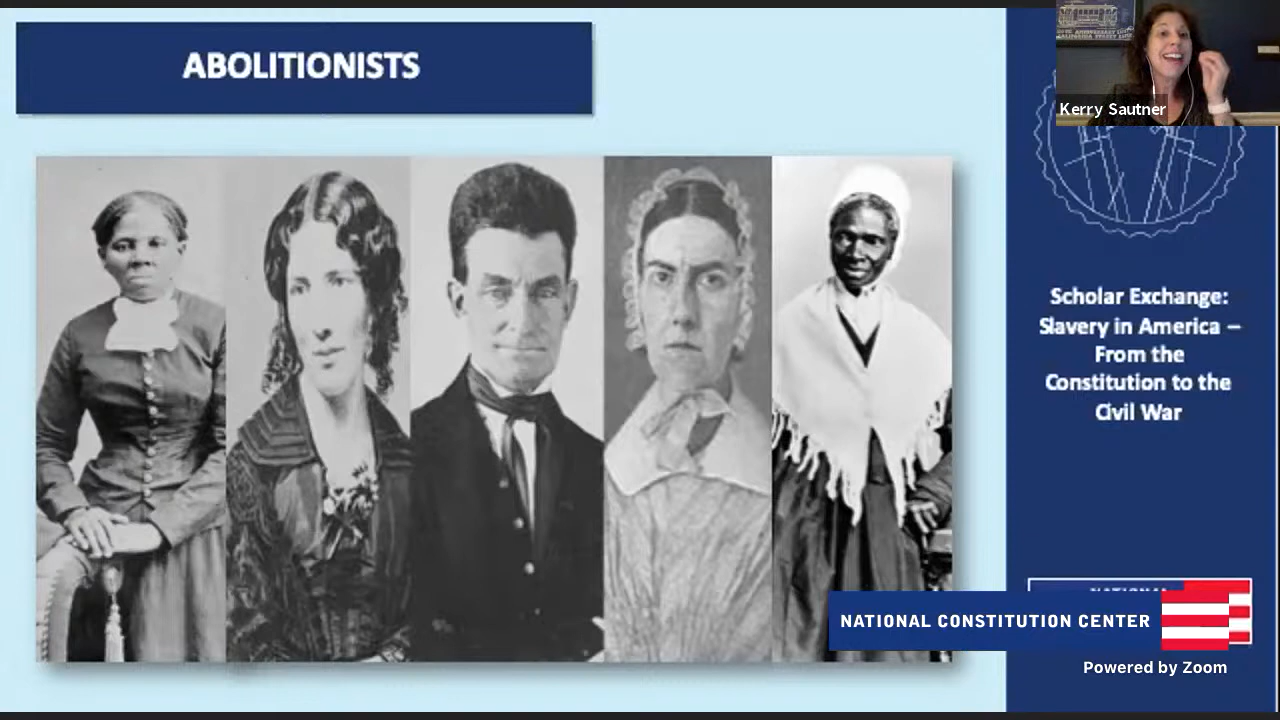 ABOLITIONISTS
Kerry Sautner
Scholar Exchange:
Slavery in America –
From the
Constitution to the
Civil War
NATIONAL CONSTITUTION CENTER
Powered by Zoom